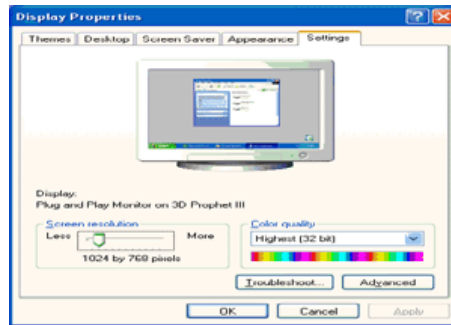 Display Properties
Themes Desktop Screen Saver Appearance Settings
Display:
Plug and Play Monitor on 3D Prophet III
Screen resolution
Less More
1024 by 768 pixels
Color quality
Highest (32 bit)
Troubleshoot... Advanced
OK Cancel Apply